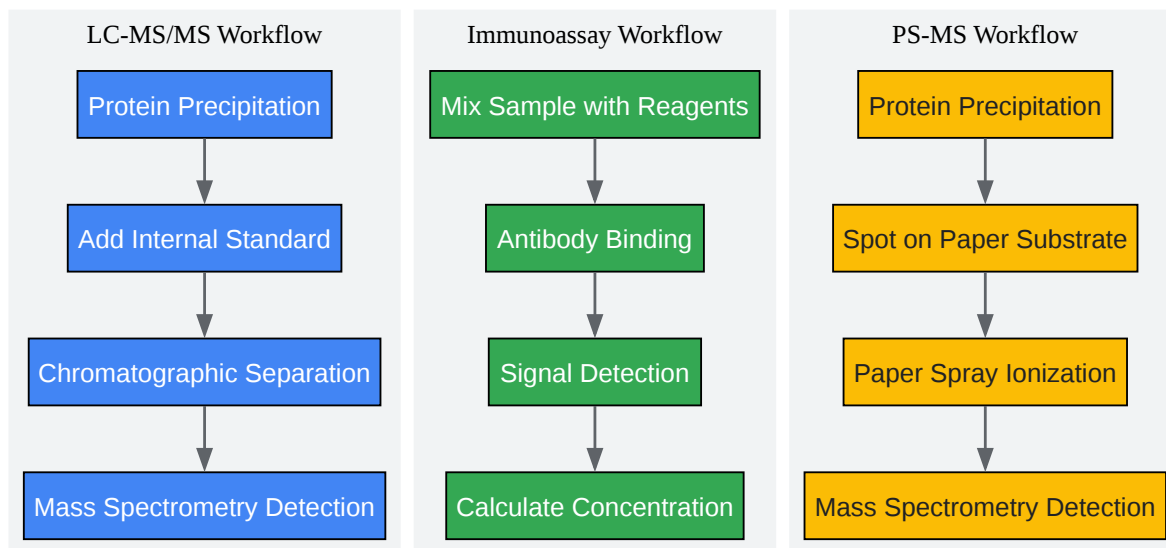 LC-MS/MS Workflow
Protein Precipitation
Add Internal Standard
Chromatographic Separation
Mass Spectrometry Detection
Immunoassay Workflow
Mix Sample with Reagents
Antibody Binding
Signal Detection
Calculate Concentration
PS-MS Workflow
Protein Precipitation
Spot on Paper Substrate
Paper Spray Ionization
Mass Spectrometry Detection